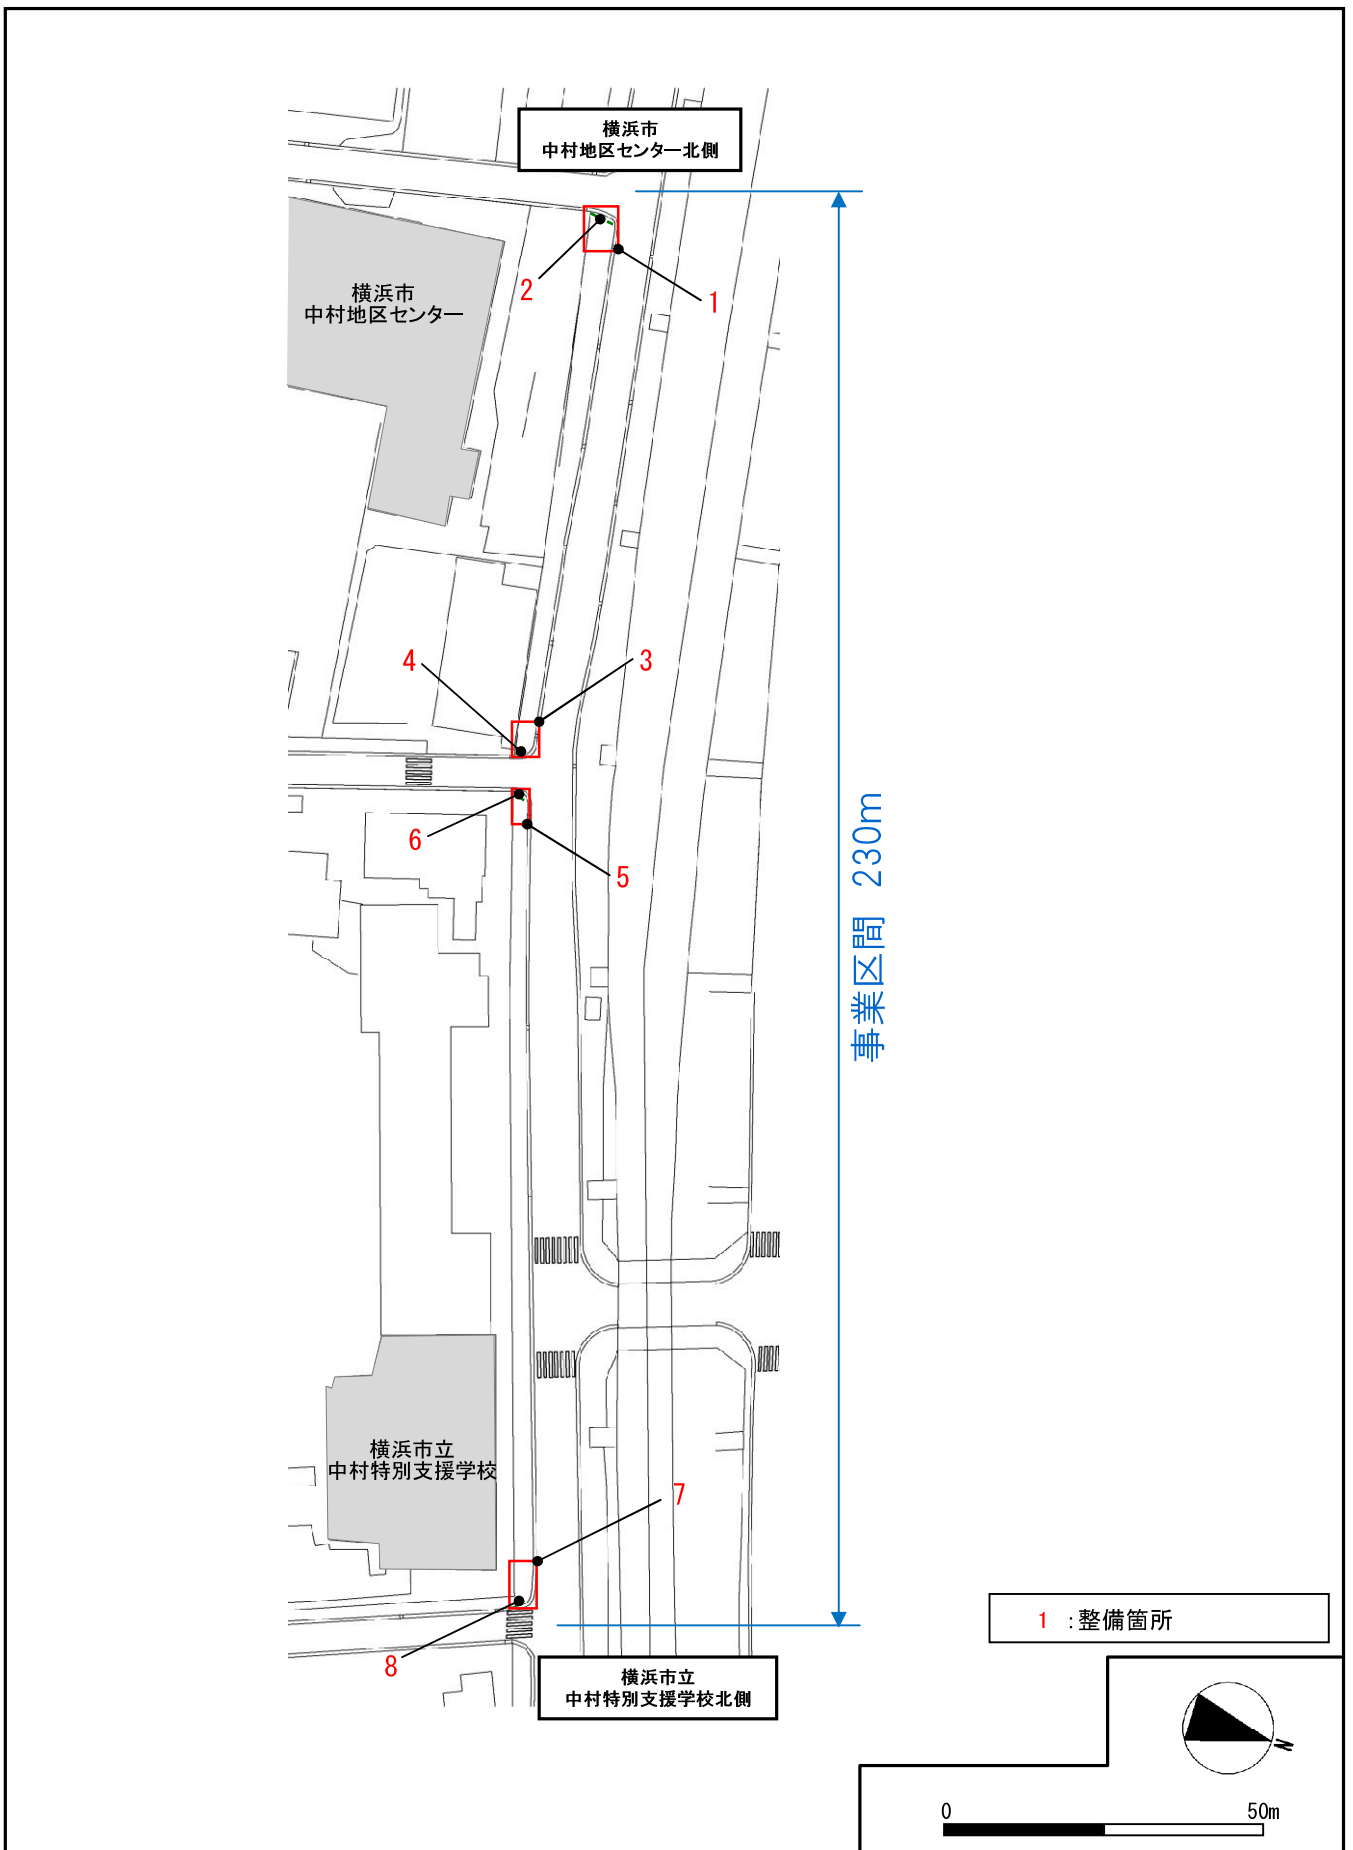 横浜市
中村地区センター北側
2
1
横浜市
中村地区センター
4
3
6
5
事業区間 230m
横浜市立
中村特別支援学校
7
8
1 :整備箇所
横浜市立
中村特別支援学校北側
N
0 50m